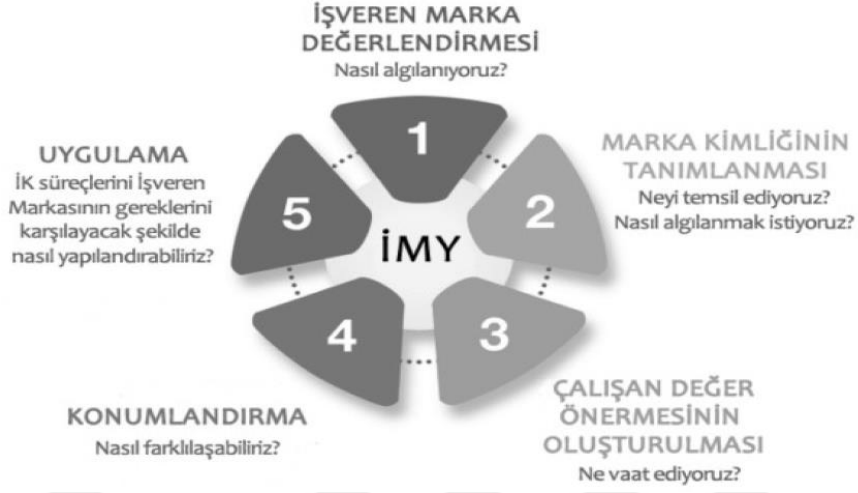 İŞVEREN MARKA
DEĞERLENDİRMESİ
Nasıl algılanıyoruz?
1
MARKA KİMLİĞİNİN
TANIMLANMASI
Neyi temsil ediyoruz?
Nasıl algılanmak istiyoruz?
2
ÇALIŞAN DEĞER
ÖNERMESİNİN
OLUŞTURULMASI
Ne vaat ediyoruz?
3
KONUMLANDIRMA
Nasıl farklılaşabiliriz?
4
UYGULAMA
İK süreçlerini İşveren
Markasının gereklerini
karşılayacak şekilde
nasıl yapılandırabiliriz?
5
İMY